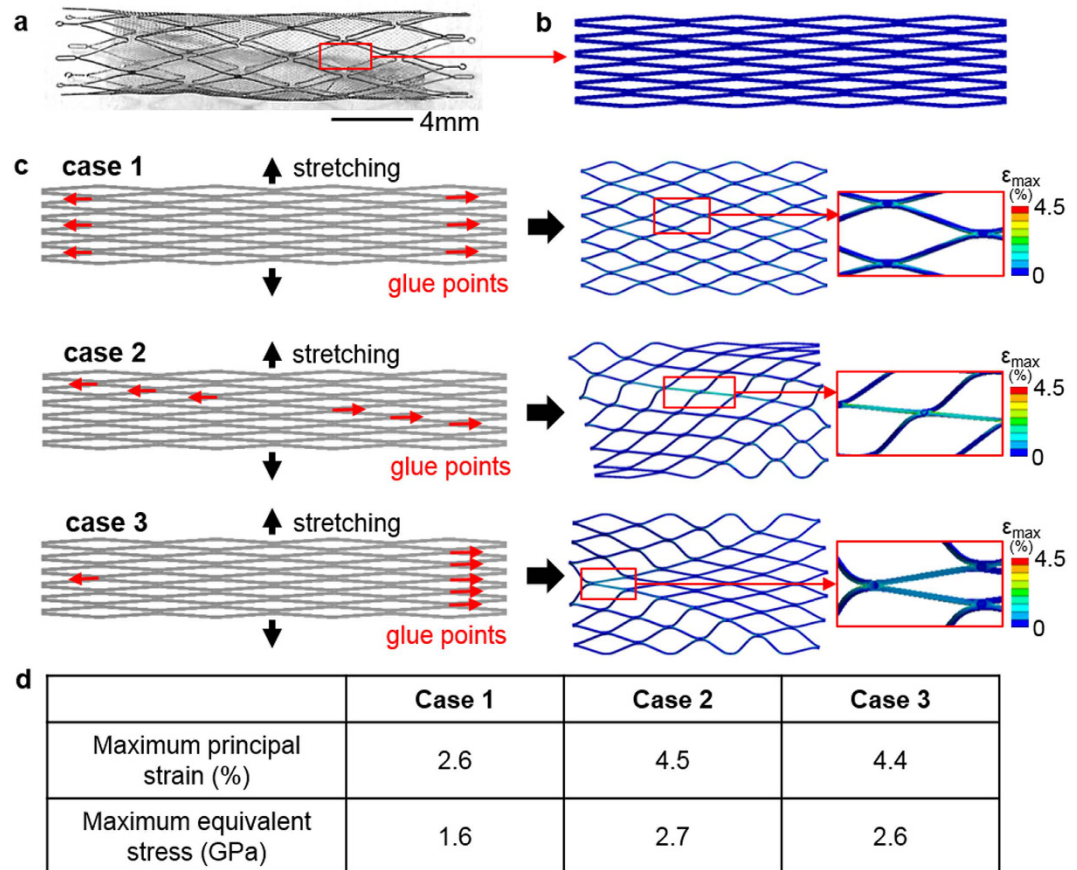 a
b
4mm
c
case 1
stretching
glue points
εmax
(%)
4.5
0
case 2
stretching
glue points
εmax
(%)
4.5
0
case 3
stretching
glue points
εmax
(%)
4.5
0
d
Case 1 Case 2 Case 3
Maximum principal
strain (%) 2.6 4.5 4.4
Maximum equivalent
stress (GPa) 1.6 2.7 2.6